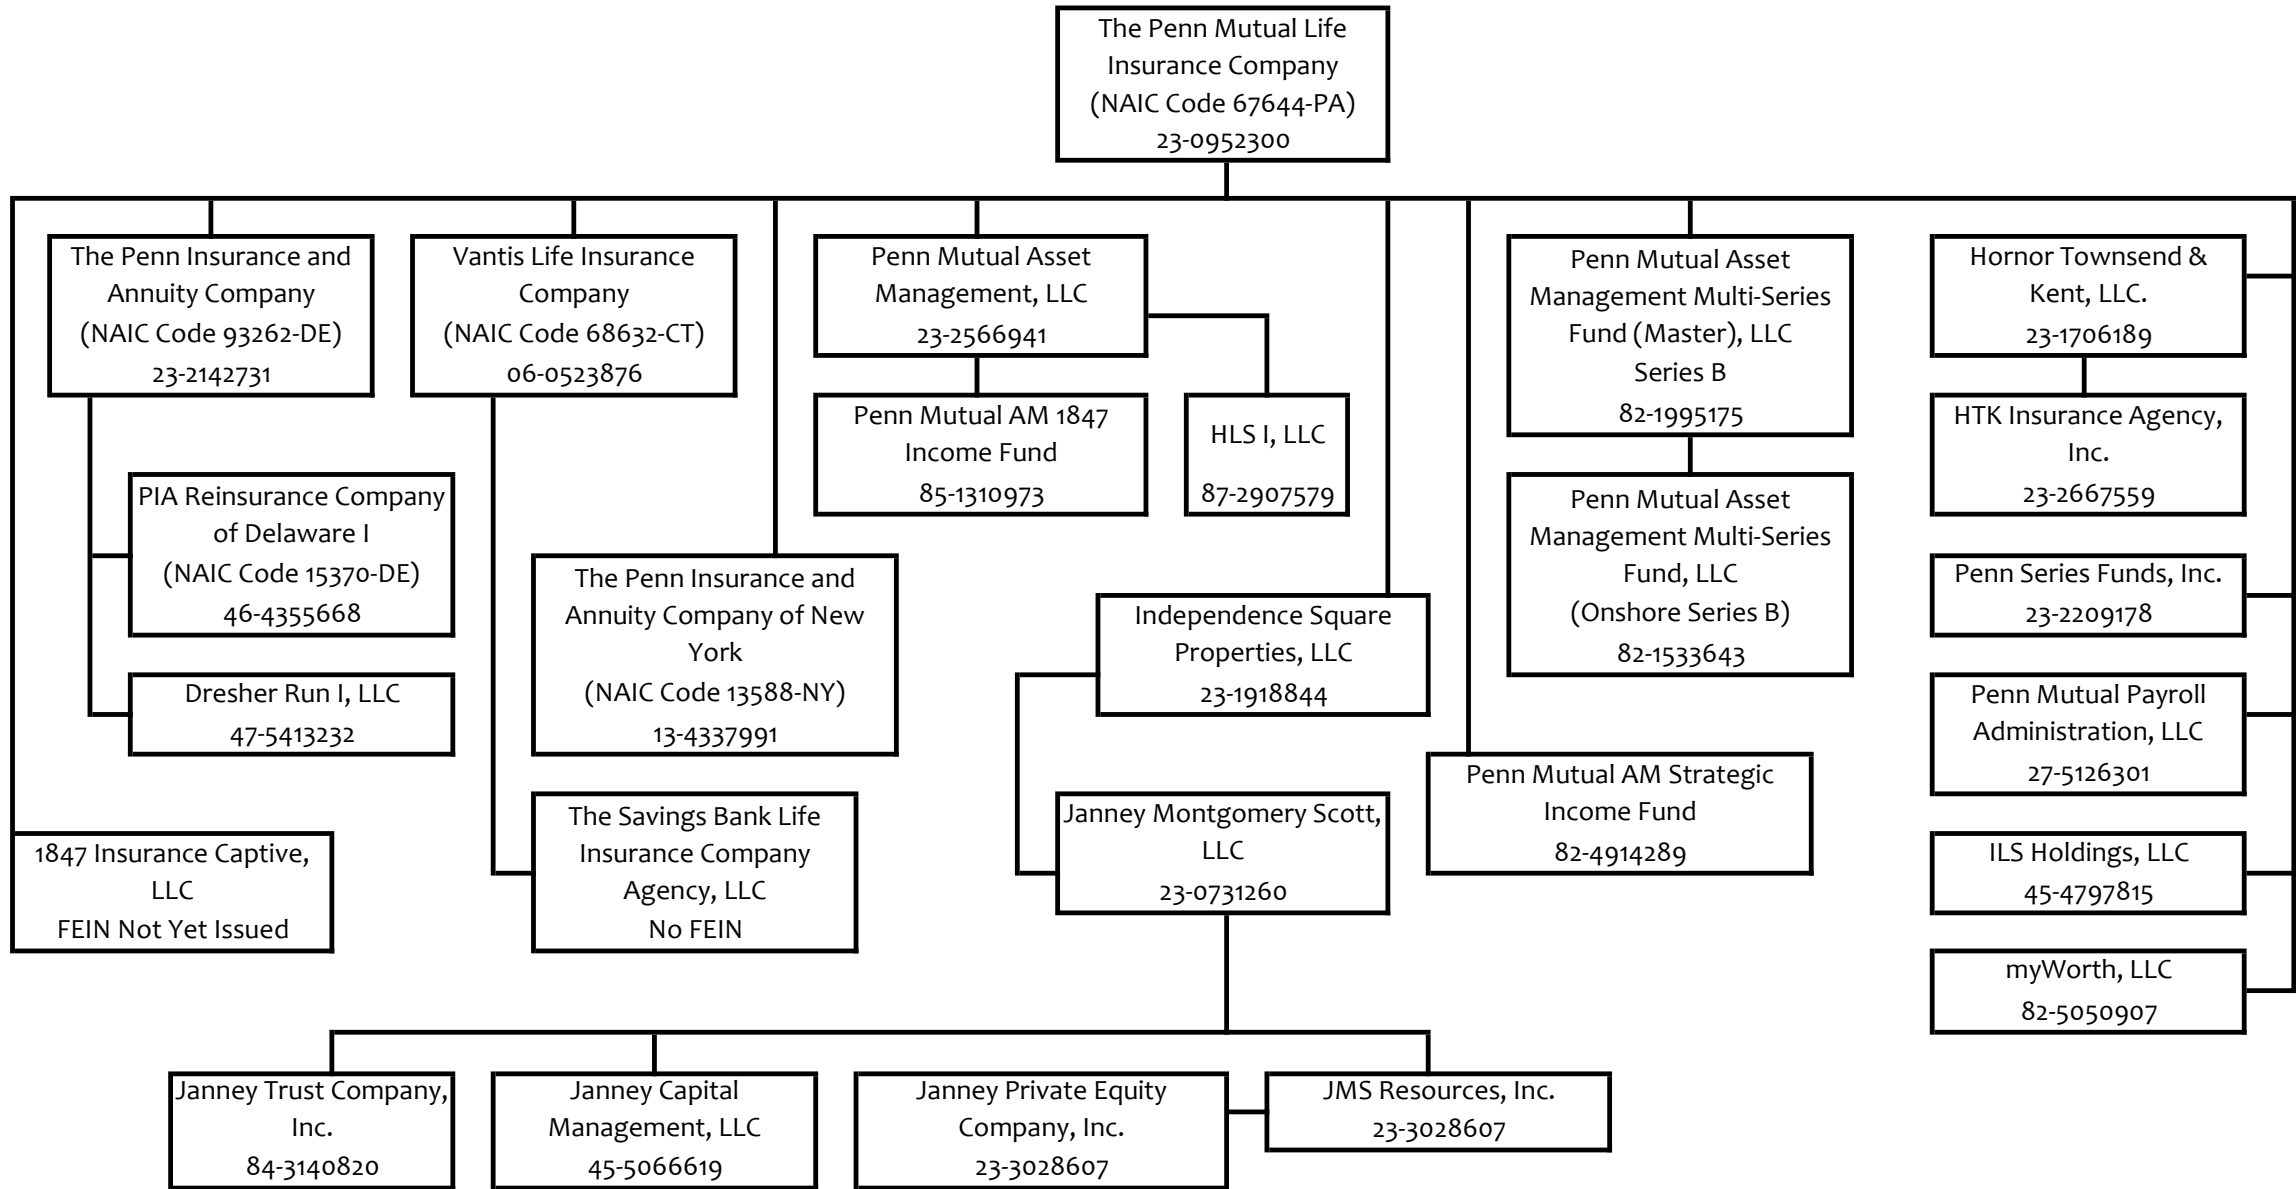 The Penn Mutual Life
Insurance Company
(NAIC Code 67644-PA)
23-0952300
The Penn Insurance and
Annuity Company
(NAIC Code 93262-DE)
23-2142731
Vantis Life Insurance
Company
(NAIC Code 68632-CT)
06-0523876
Penn Mutual Asset
Management, LLC
23-2566941
Penn Mutual Asset
Management Multi-Series
Fund (Master), LLC
Series B
82-1995175
Hornor Townsend &
Kent, LLC.
23-1706189
Penn Mutual AM 1847
Income Fund
85-1310973
HLS I, LLC
87-2907579
HTK Insurance Agency,
Inc.
23-2667559
PIA Reinsurance Company
of Delaware I
(NAIC Code 15370-DE)
46-4355668
Penn Mutual Asset
Management Multi-Series
Fund, LLC
(Onshore Series B)
82-1533643
The Penn Insurance and
Annuity Company of New
York
(NAIC Code 13588-NY)
13-4337991
Penn Series Funds, Inc.
23-2209178
Independence Square
Properties, LLC
23-1918844
Dresher Run I, LLC
47-5413232
Penn Mutual Payroll
Administration, LLC
27-5126301
Penn Mutual AM Strategic
Income Fund
82-4914289
The Savings Bank Life
Insurance Company
Agency, LLC
No FEIN
Janney Montgomery Scott,
LLC
23-0731260
1847 Insurance Captive,
LLC
FEIN Not Yet Issued
ILS Holdings, LLC
45-4797815
myWorth, LLC
82-5050907
Janney Trust Company,
Inc.
84-3140820
Janney Capital
Management, LLC
45-5066619
Janney Private Equity
Company, Inc.
23-3028607
JMS Resources, Inc.
23-3028607